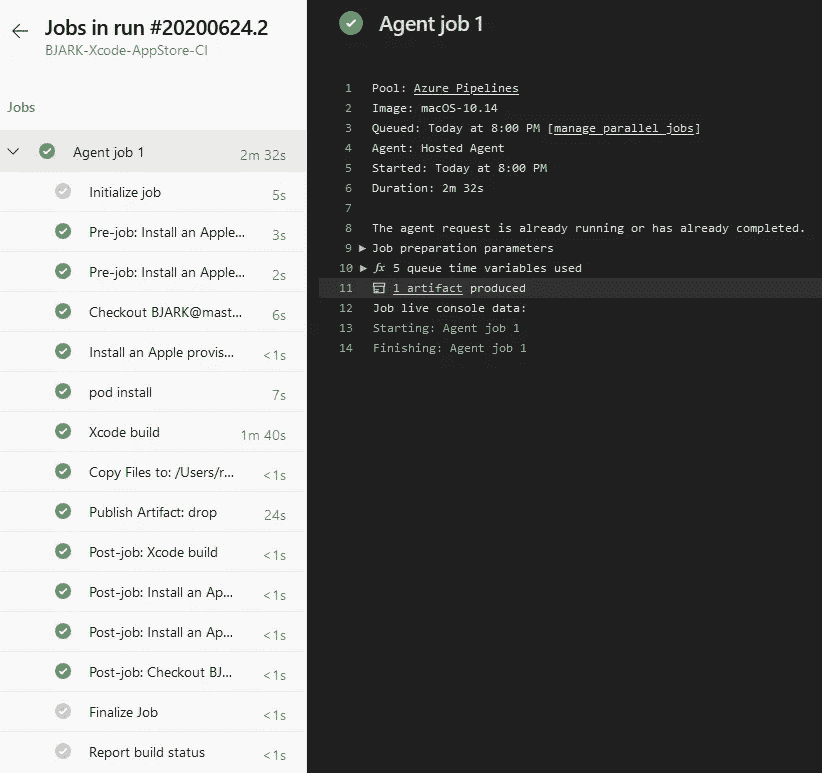 Jobs in run #20200624.2
BJARK-Xcode-AppStore-CI
Jobs
Agent job 1 2m 32s
Initialize job 5s
Pre-job: Install an Apple... 3s
Pre-job: Install an Apple... 2s
Checkout BJARK@mast... 6s
Install an Apple provis... <1s
pod install 7s
Xcode build 1m 40s
Copy Files to: /Users/r... <1s
Publish Artifact: drop 24s
Post-job: Xcode build <1s
Post-job: Install an Ap... <1s
Post-job: Install an Ap... <1s
Post-job: Checkout BJ... <1s
Finalize Job <1s
Report build status <1s
Agent job 1
1 Pool: Azure Pipelines
2 Image: macOS-10.14
3 Queued: Today at 8:00 PM [manage parallel jobs]
4 Agent: Hosted Agent
5 Started: Today at 8:00 PM
6 Duration: 2m 32s
7
8 The agent request is already running or has already completed.
9 Job preparation parameters
10 fx 5 queue time variables used
11 1 artifact produced
12 Job live console data:
13 Starting: Agent job 1
14 Finishing: Agent job 1